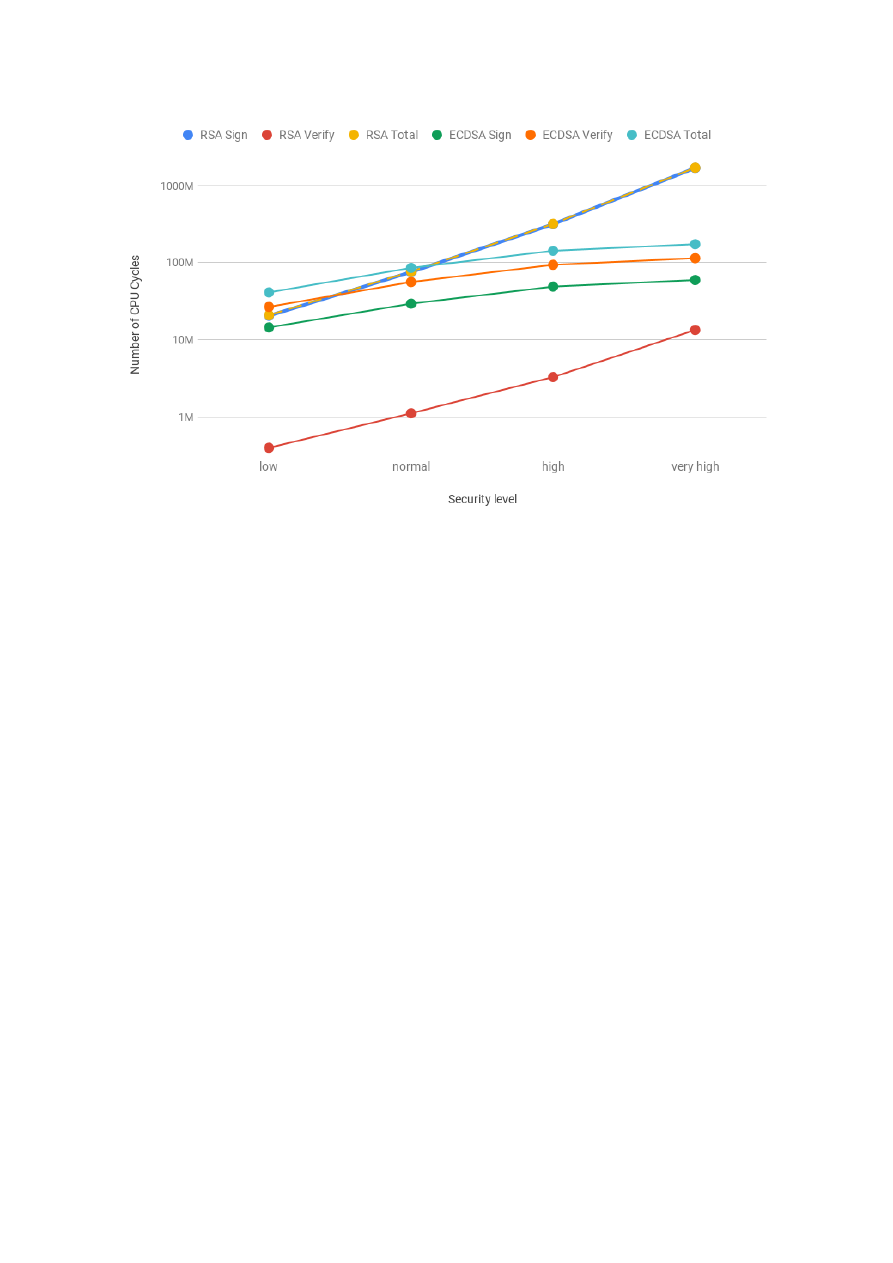 RSA Sign RSA Verify RSA Total ECDSA Sign ECDSA Verify ECDSA Total
1000M
100M
10M
1M
Number of CPU Cycles
low normal high very high
Security level